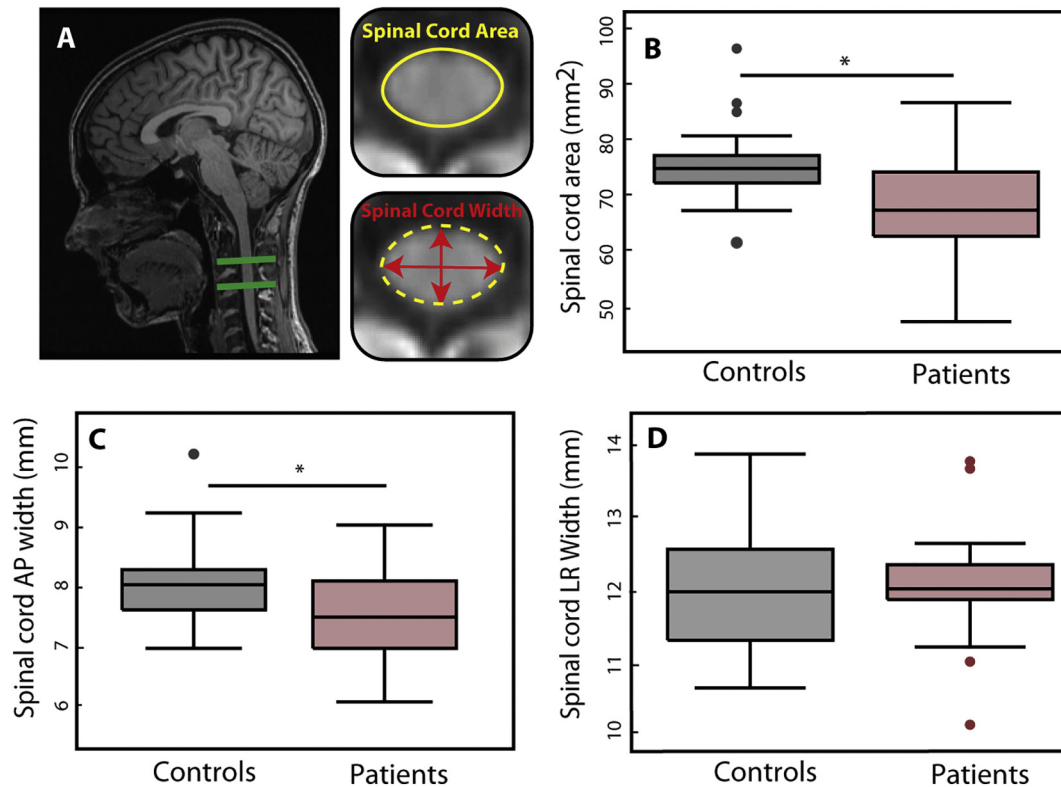 A
Spinal Cord Area
Spinal Cord Width
B
Spinal cord area (mm2)
100
90
80
70
60
50
*
Controls
Patients
C
Spinal cord AP width (mm)
10
9
8
7
6
*
Controls
Patients
D
Spinal cord LR Width (mm)
14
13
12
11
10
Controls
Patients